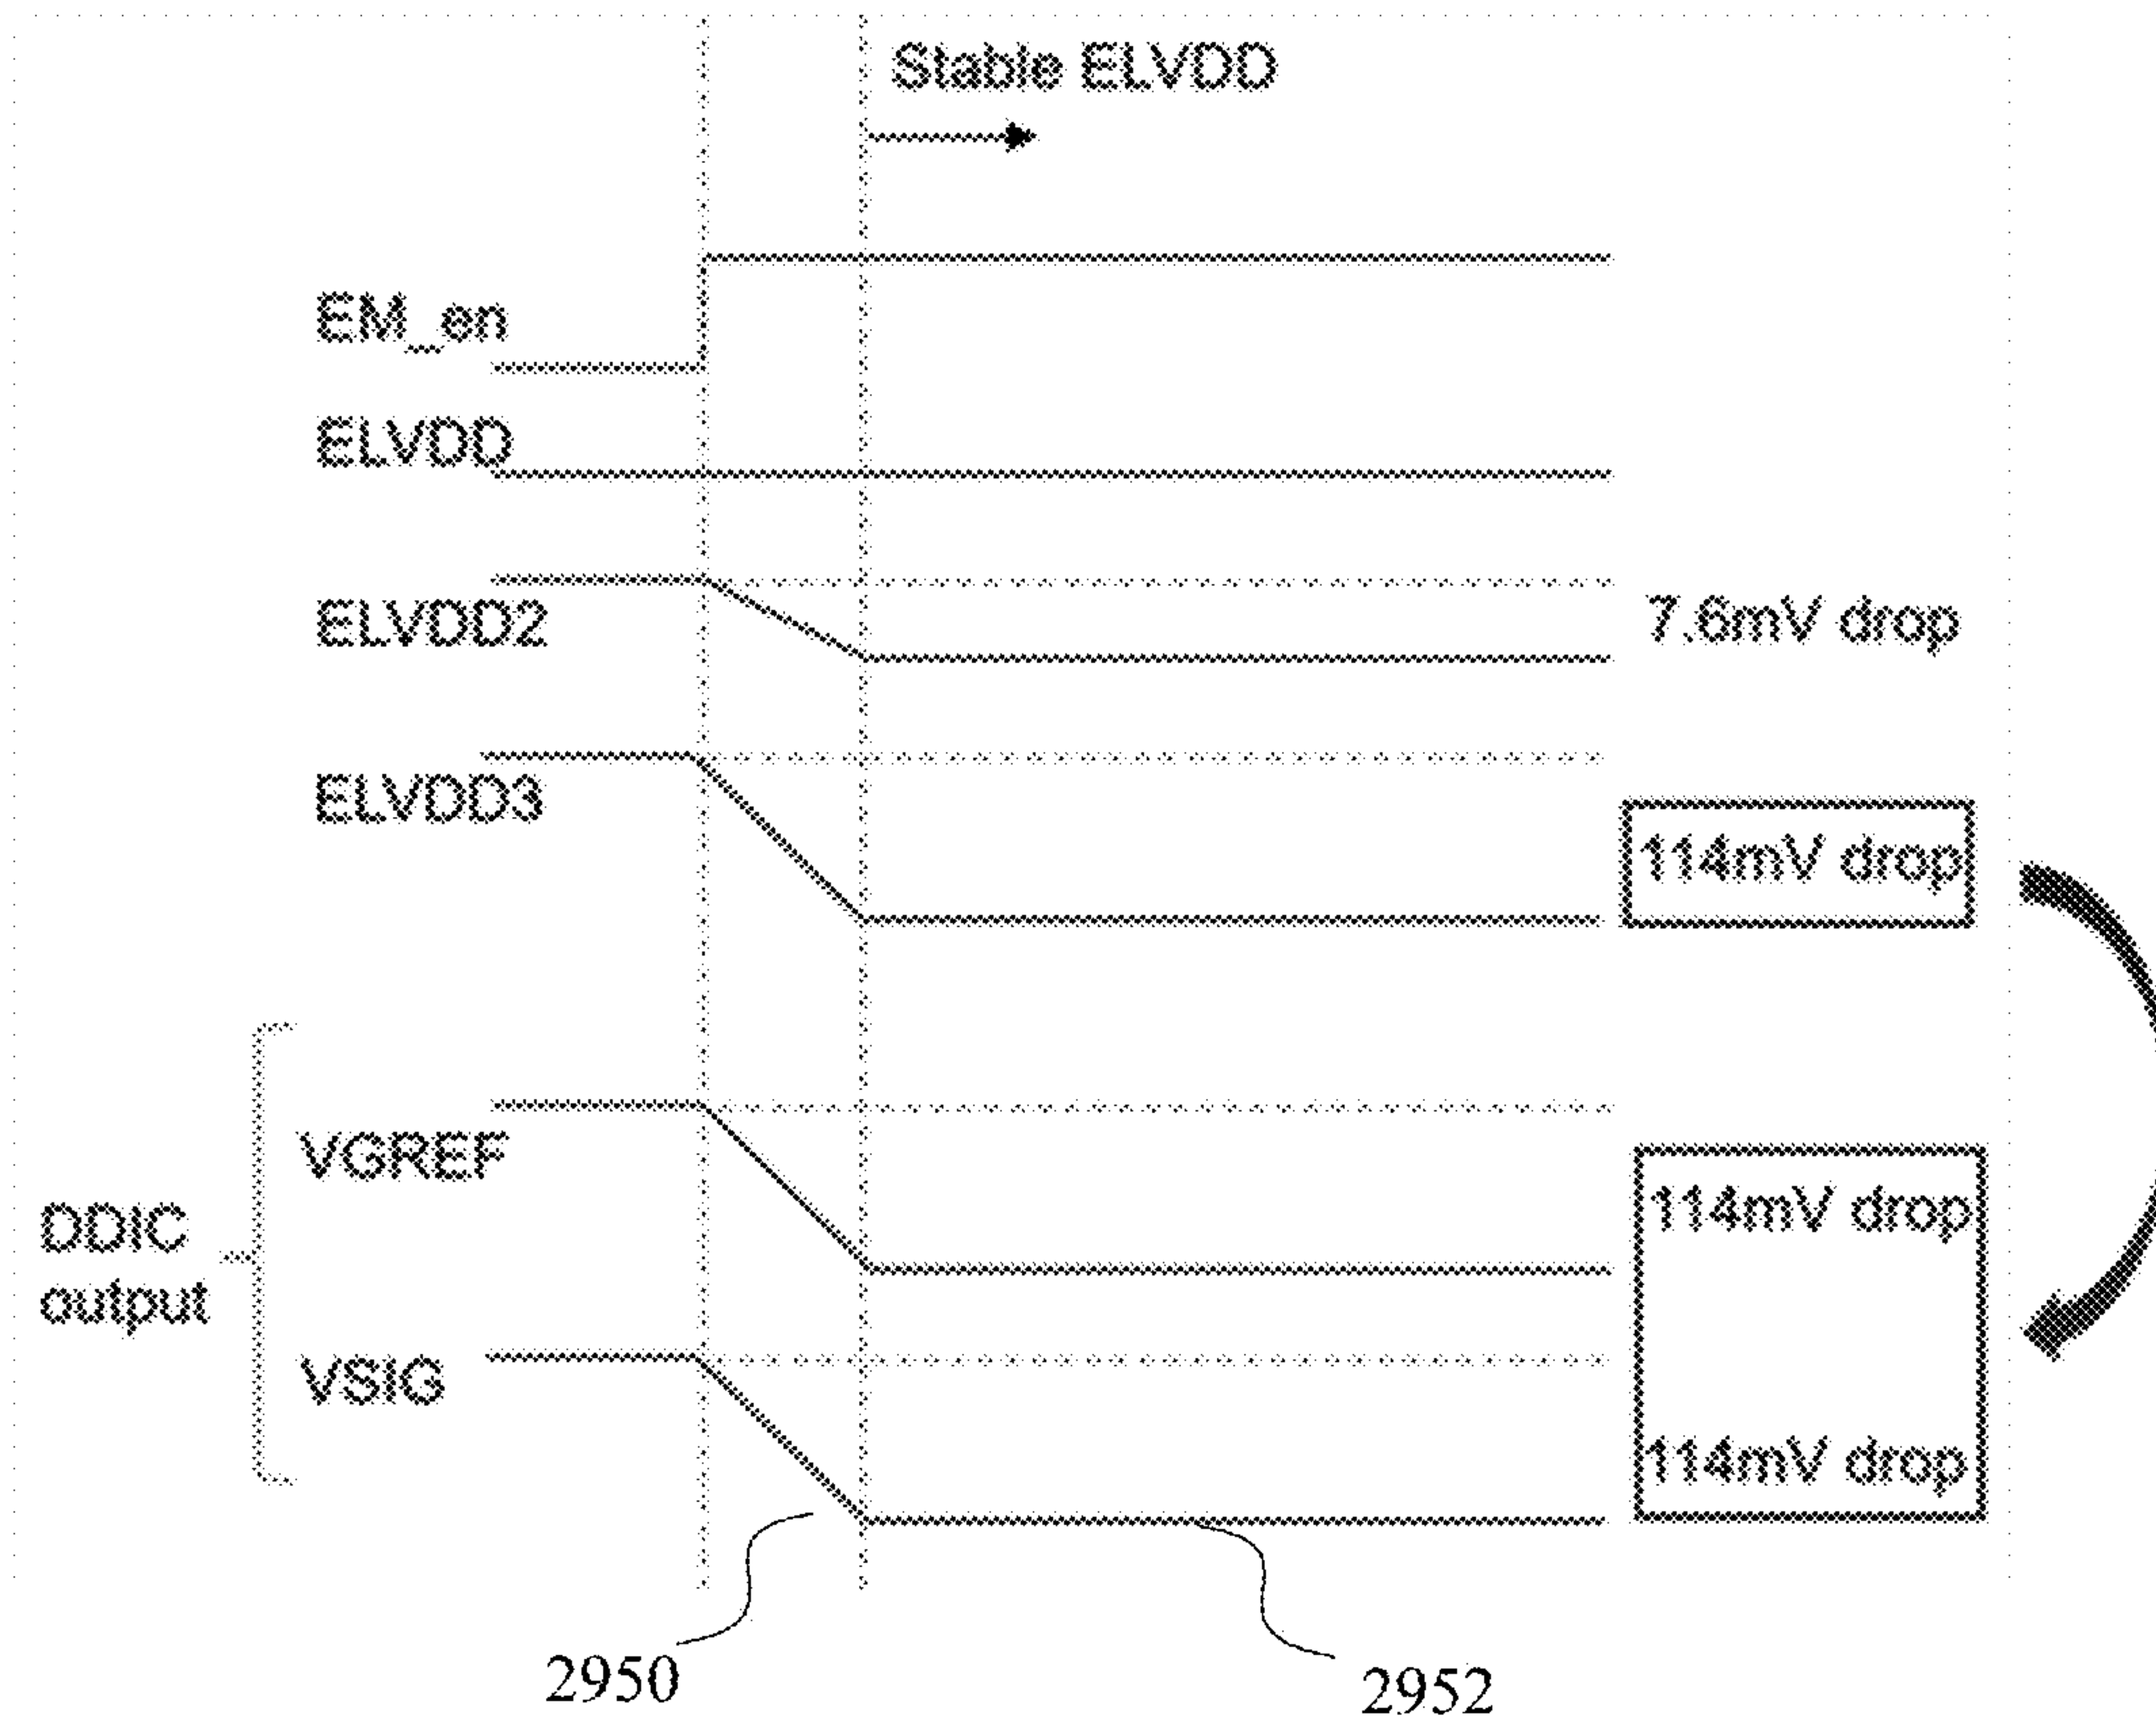 Stable ELVDD
EM_en
ELVDD
ELVDD2
7.6mV drop
ELVDD3
114mV drop
VGREF
114mV drop
DDIC
output
VSIG
114mV drop
2950
2952